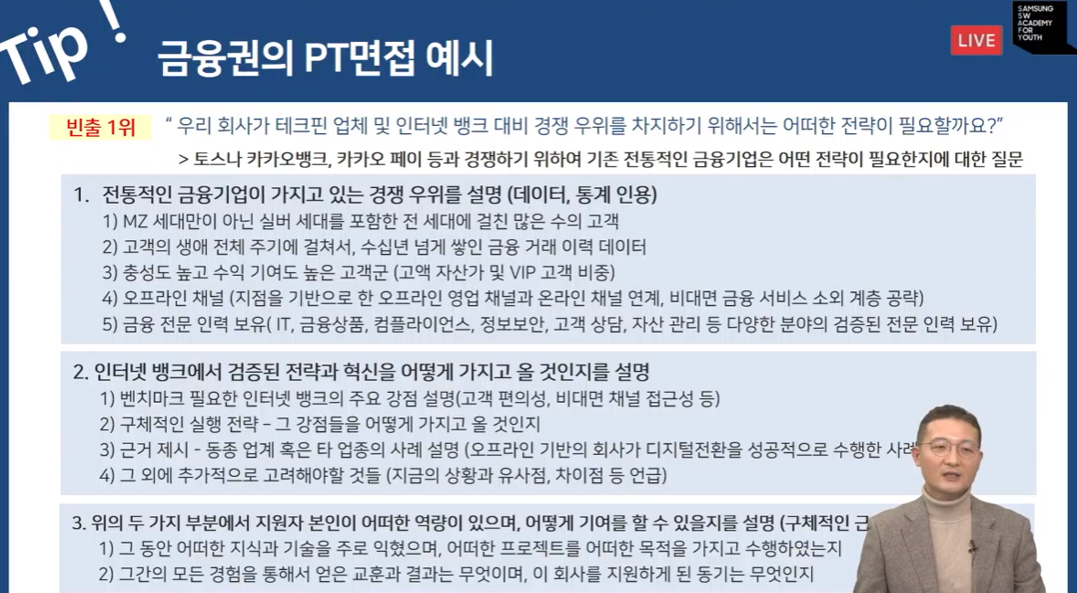 Tip!
금융권의 PT면접 예시
LIVE
SAMSUNG
SW
ACADEMY
FOR
YOUTH
빈출 1위
“ 우리 회사가 테크핀 업체 및 인터넷 뱅크 대비 경쟁 우위를 차지하기 위해서는 어떠한 전략이 필요할까요?”
> 토스나 카카오뱅크, 카카오 페이 등과 경쟁하기 위하여 기존 전통적인 금융기업은 어떤 전략이 필요한지에 대한 질문
1. 전통적인 금융기업이 가지고 있는 경쟁 우위를 설명 (데이터, 통계 인용)
1) MZ 세대만이 아닌 실버 세대를 포함한 전 세대에 걸친 많은 수의 고객
2) 고객의 생애 전체 주기에 걸쳐서, 수십년 넘게 쌓인 금융 거래 이력 데이터
3) 충성도 높고 수익 기여도 높은 고객군 (고액 자산가 및 VIP 고객 비중)
4) 오프라인 채널 (지점을 기반으로 한 오프라인 영업 채널과 온라인 채널 연계, 비대면 금융 서비스 소외 계층 공략)
5) 금융 전문 인력 보유( IT, 금융상품, 컴플라이언스, 정보보안, 고객 상담, 자산 관리 등 다양한 분야의 검증된 전문 인력 보유)
2. 인터넷 뱅크에서 검증된 전략과 혁신을 어떻게 가지고 올 것인지를 설명
1) 벤치마크 필요한 인터넷 뱅크의 주요 강점 설명(고객 편의성, 비대면 채널 접근성 등)
2) 구체적인 실행 전략 – 그 강점들을 어떻게 가지고 올 것인지
3) 근거 제시 - 동종 업계 혹은 타 업종의 사례 설명 (오프라인 기반의 회사가 디지털전환을 성공적으로 수행한 사례
4) 그 외에 추가적으로 고려해야할 것들 (지금의 상황과 유사점, 차이점 등 언급)
3. 위의 두 가지 부분에서 지원자 본인이 어떠한 역량이 있으며, 어떻게 기여를 할 수 있을지를 설명 (구체적인 근
1) 그 동안 어떠한 지식과 기술을 주로 익혔으며, 어떠한 프로젝트를 어떠한 목적을 가지고 수행하였는지
2) 그간의 모든 경험을 통해서 얻은 교훈과 결과는 무엇이며, 이 회사를 지원하게 된 동기는 무엇인지